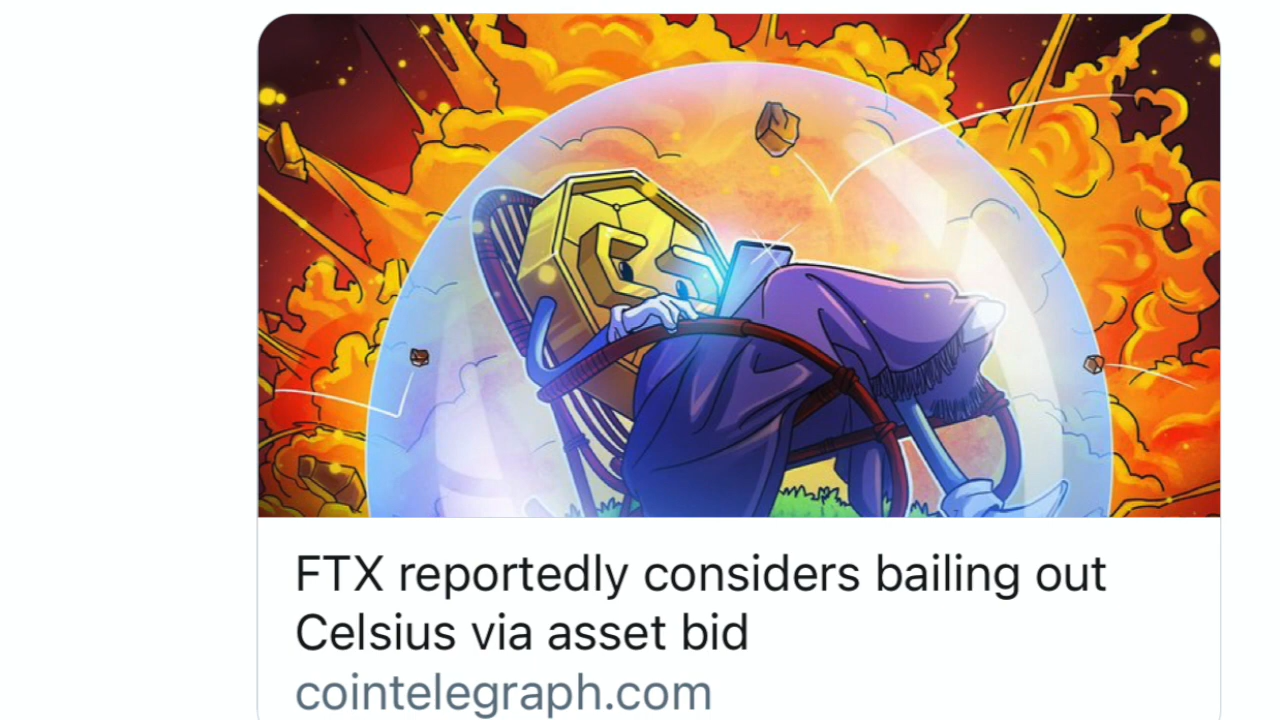 FTX reportedly considers bailing out
Celsius via asset bid
cointelegraph.com